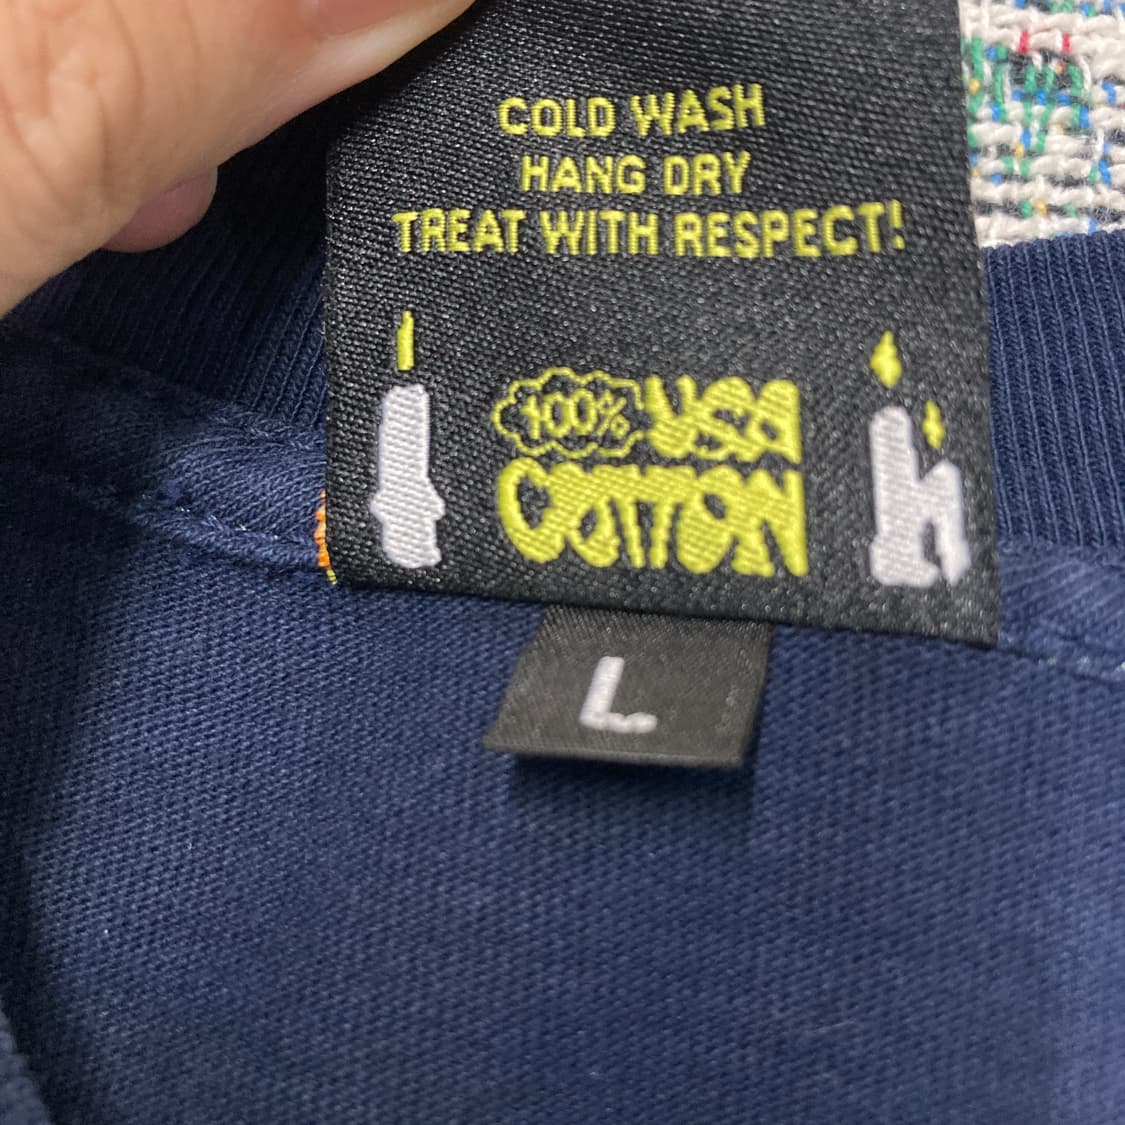 COLD WASH
HANG DRY
TREAT WITH RESPECT!
100% USA
COTTON
L